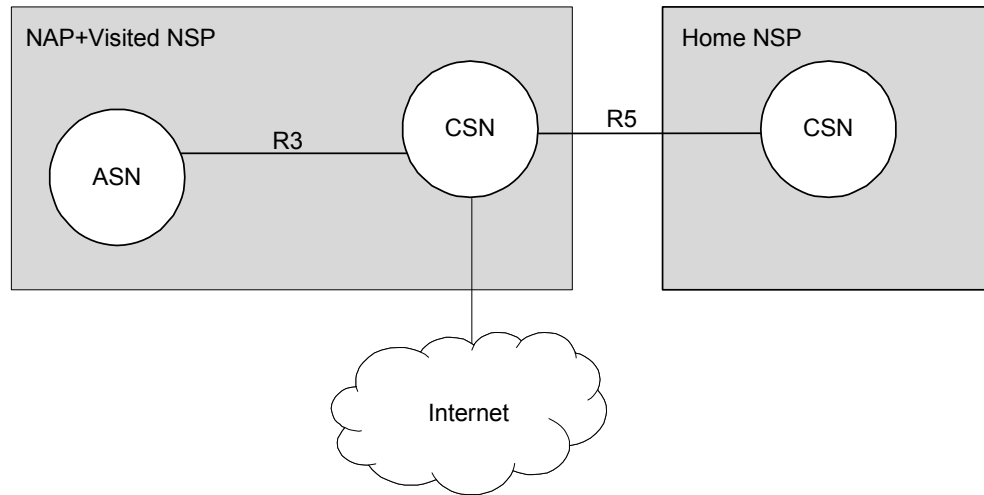 NAP+Visited NSP
Home NSP
CSN
R5
CSN
R3
ASN
Internet